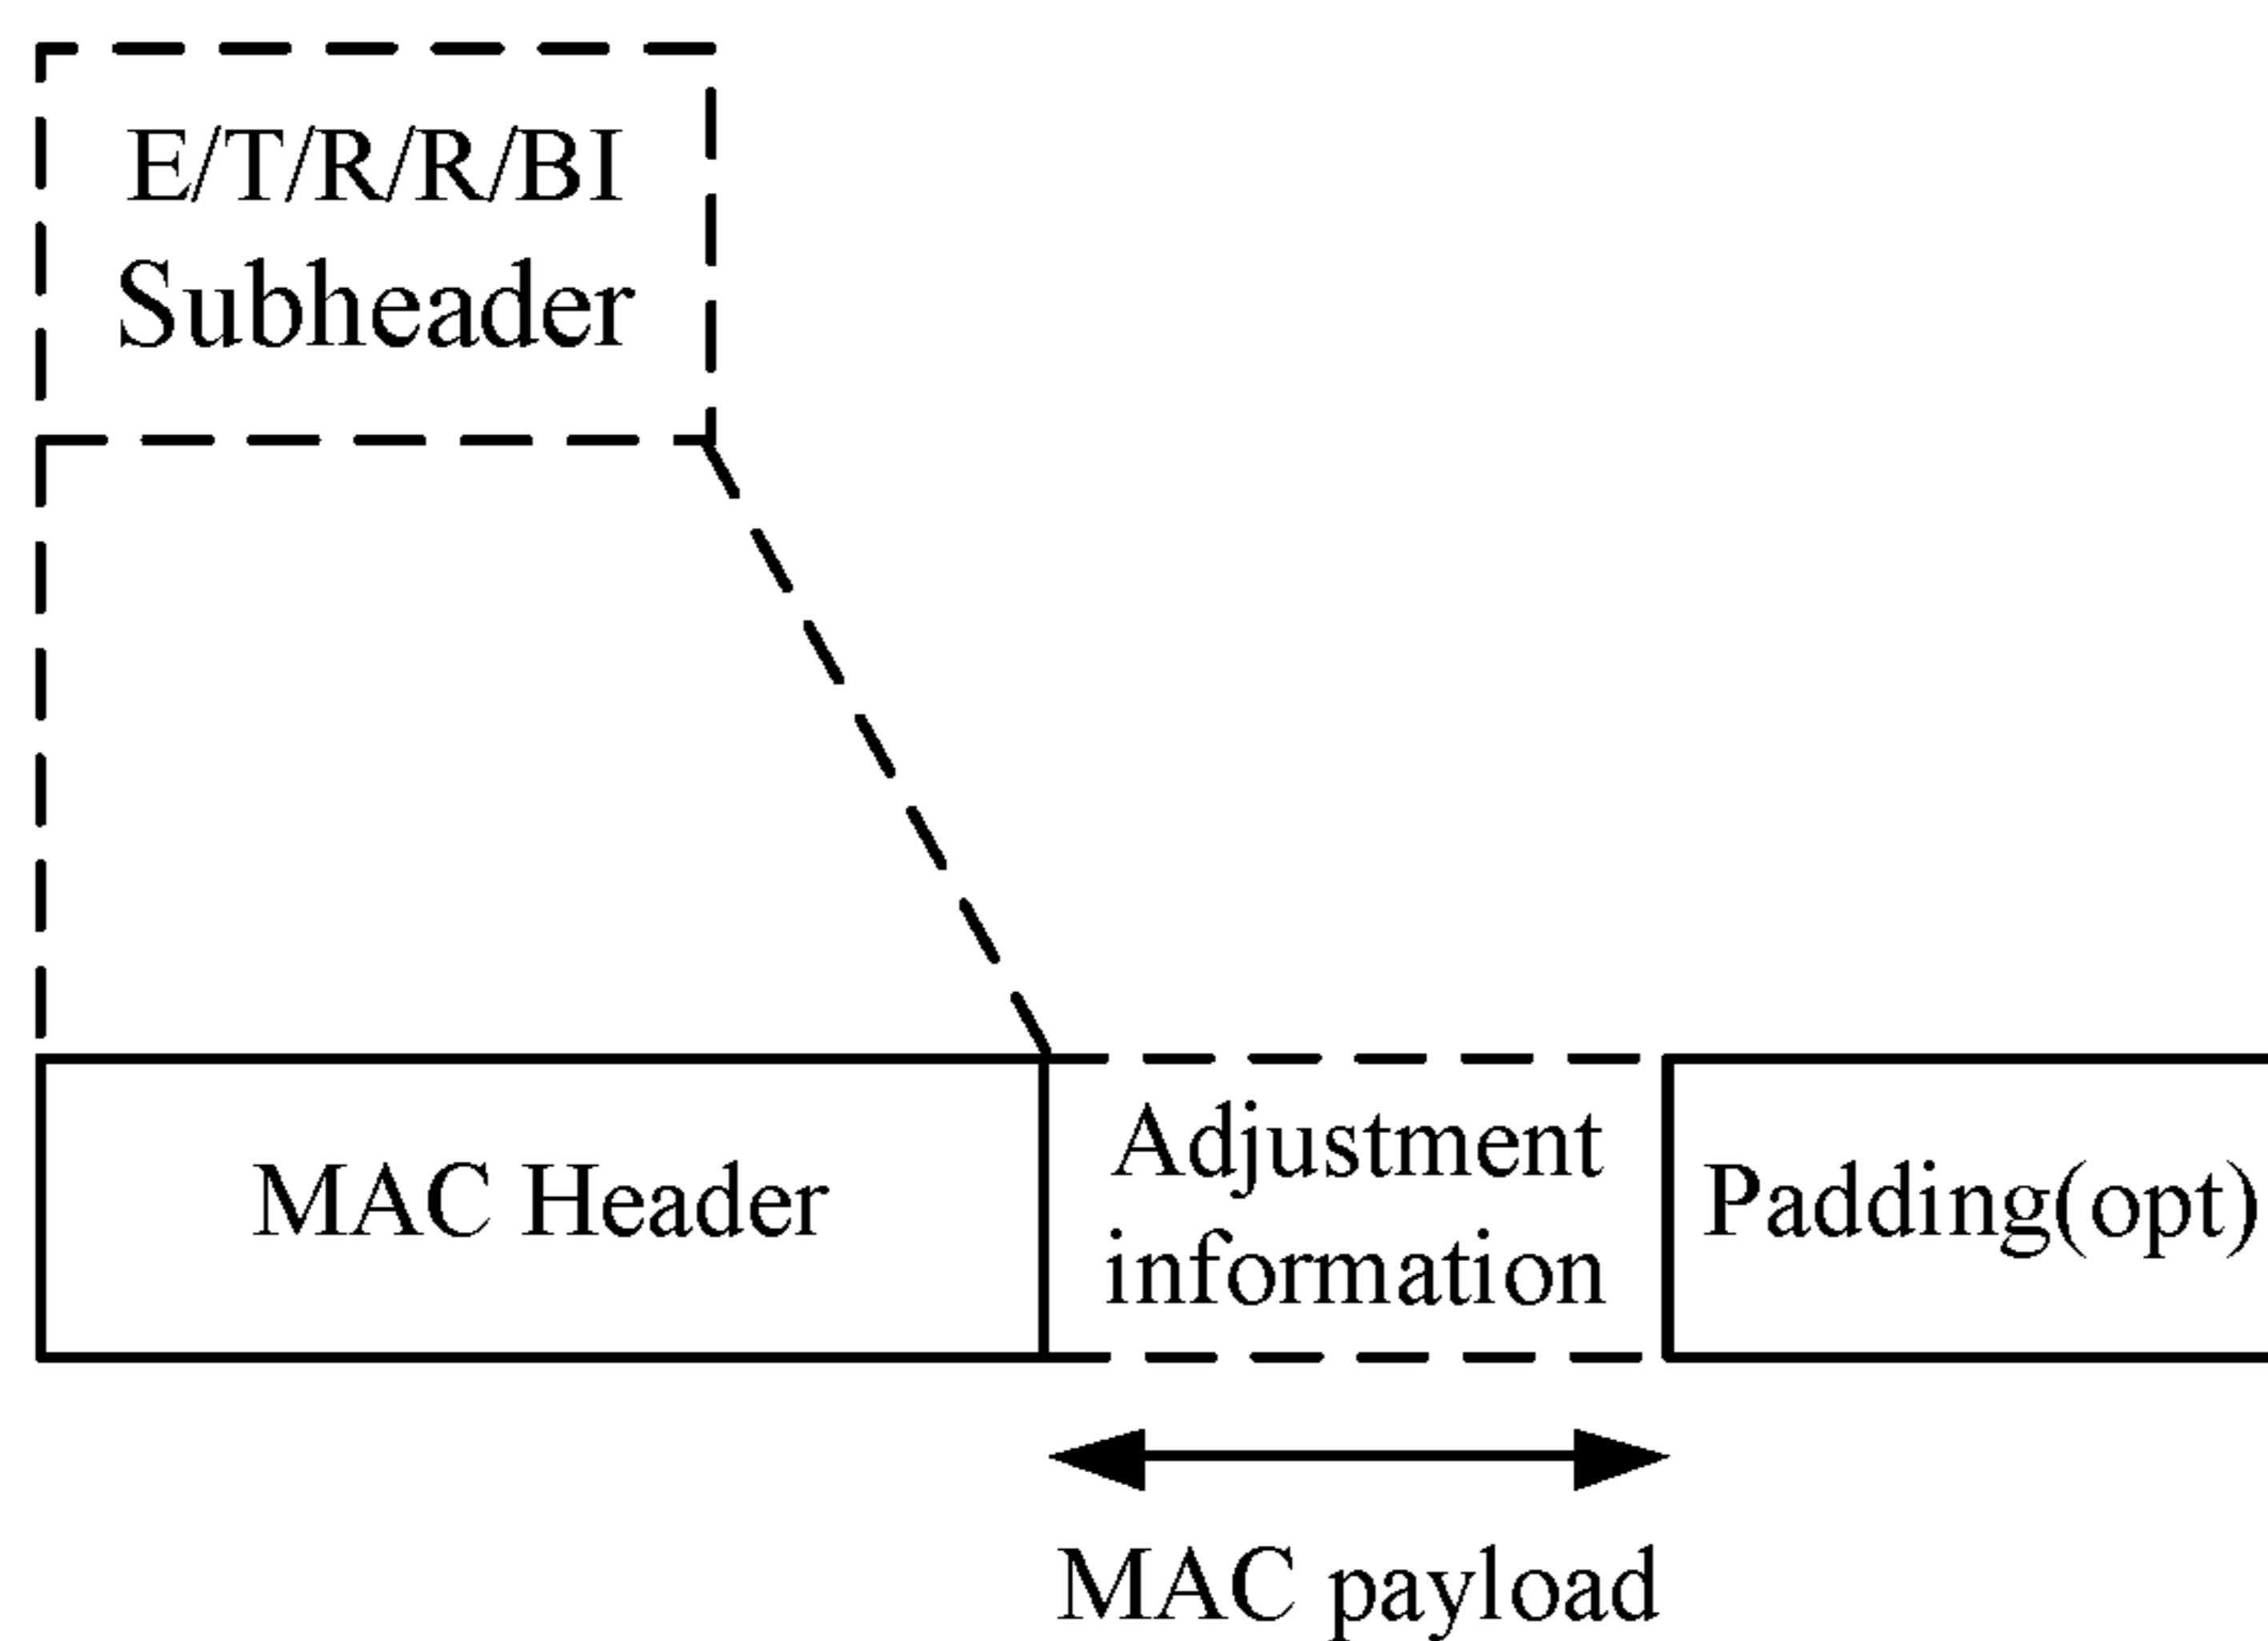 E/T/R/R/BI
Subheader
MAC Header
Adjustment
information
Padding(opt)
MAC payload